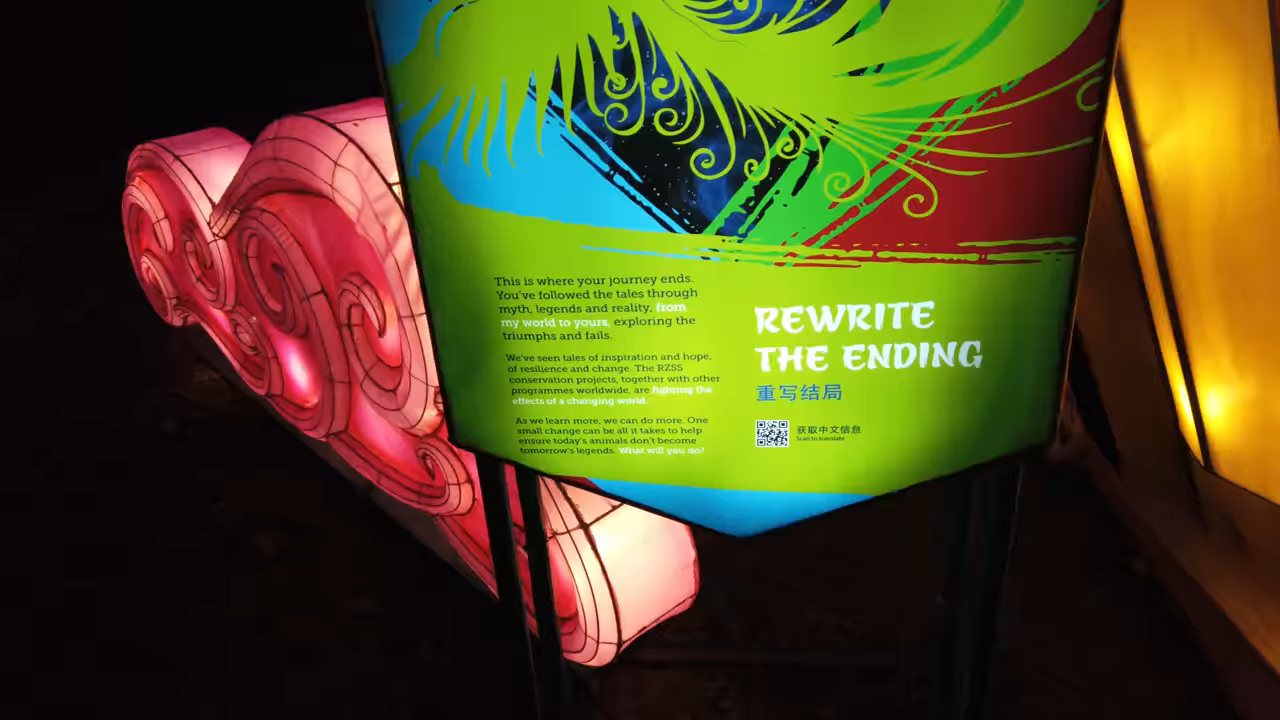 This is where your journey ends.
You've followed the tales through
myth, legends and reality, from
my world to yours, exploring the
triumphs and fails.
We've seen tales of inspiration and hope,
of resilience and change. The RZSS
conservation projects, together with other
programmes worldwide, are fighting the
effects of a changing world.
As we learn more, we can do more. One
small change can be all it takes to help
ensure today's animals don't become
tomorrow's legends. What will you do?
REWRITE
THE ENDING
重写结局
获取中文信息
Scan to translate